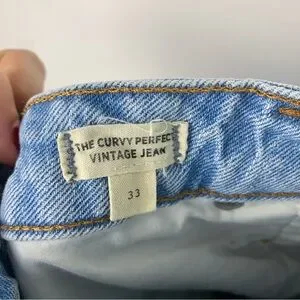 THE CURVY PERFECT
VINTAGE JEAN
33